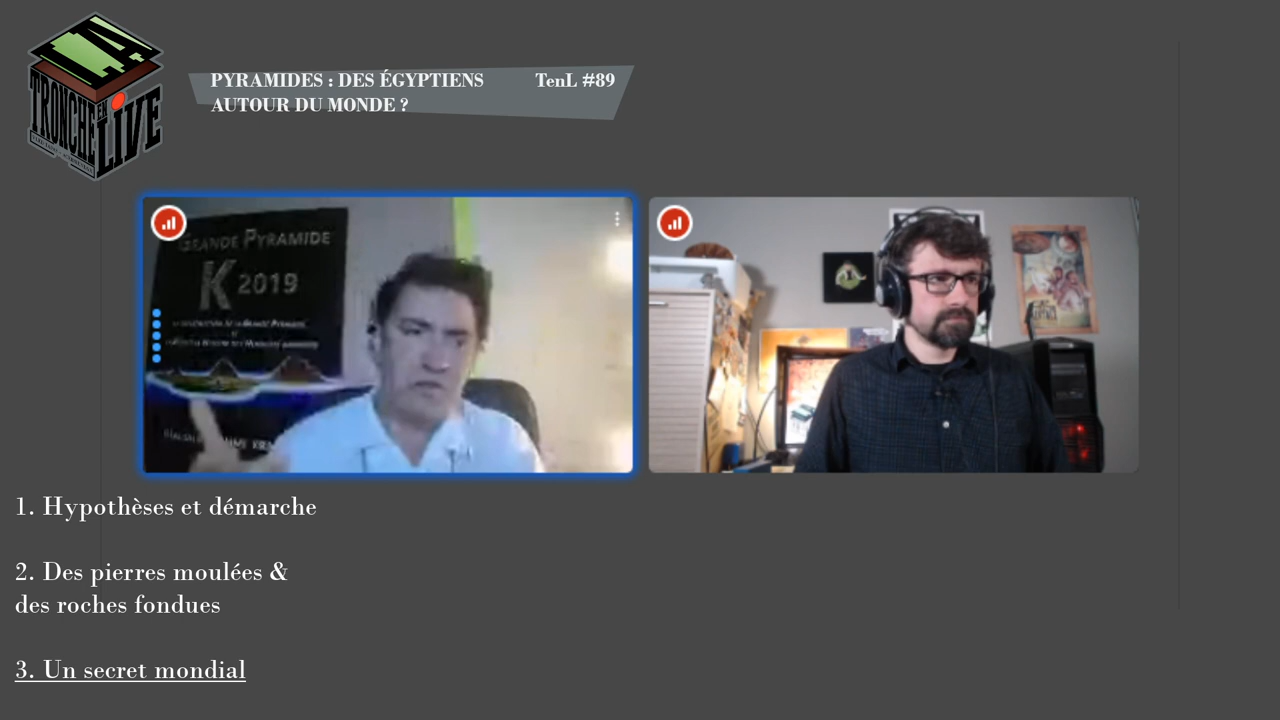 LA
TRONCHE
EN
LIVE
PYRAMIDES : DES ÉGYPTIENS
AUTOUR DU MONDE ?
TenL #89
GRANDE PYRAMIDE
K 2019
1. Hypothèses et démarche
2. Des pierres moulées &
des roches fondues
3. Un secret mondial